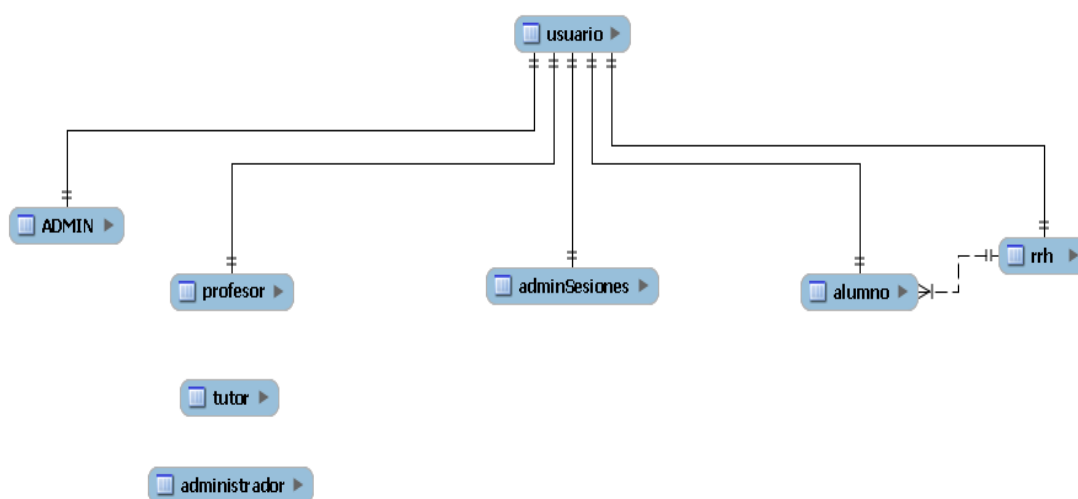 usuario
ADMIN
rrh
profesor
adminSesiones
alumno
tutor
administrador